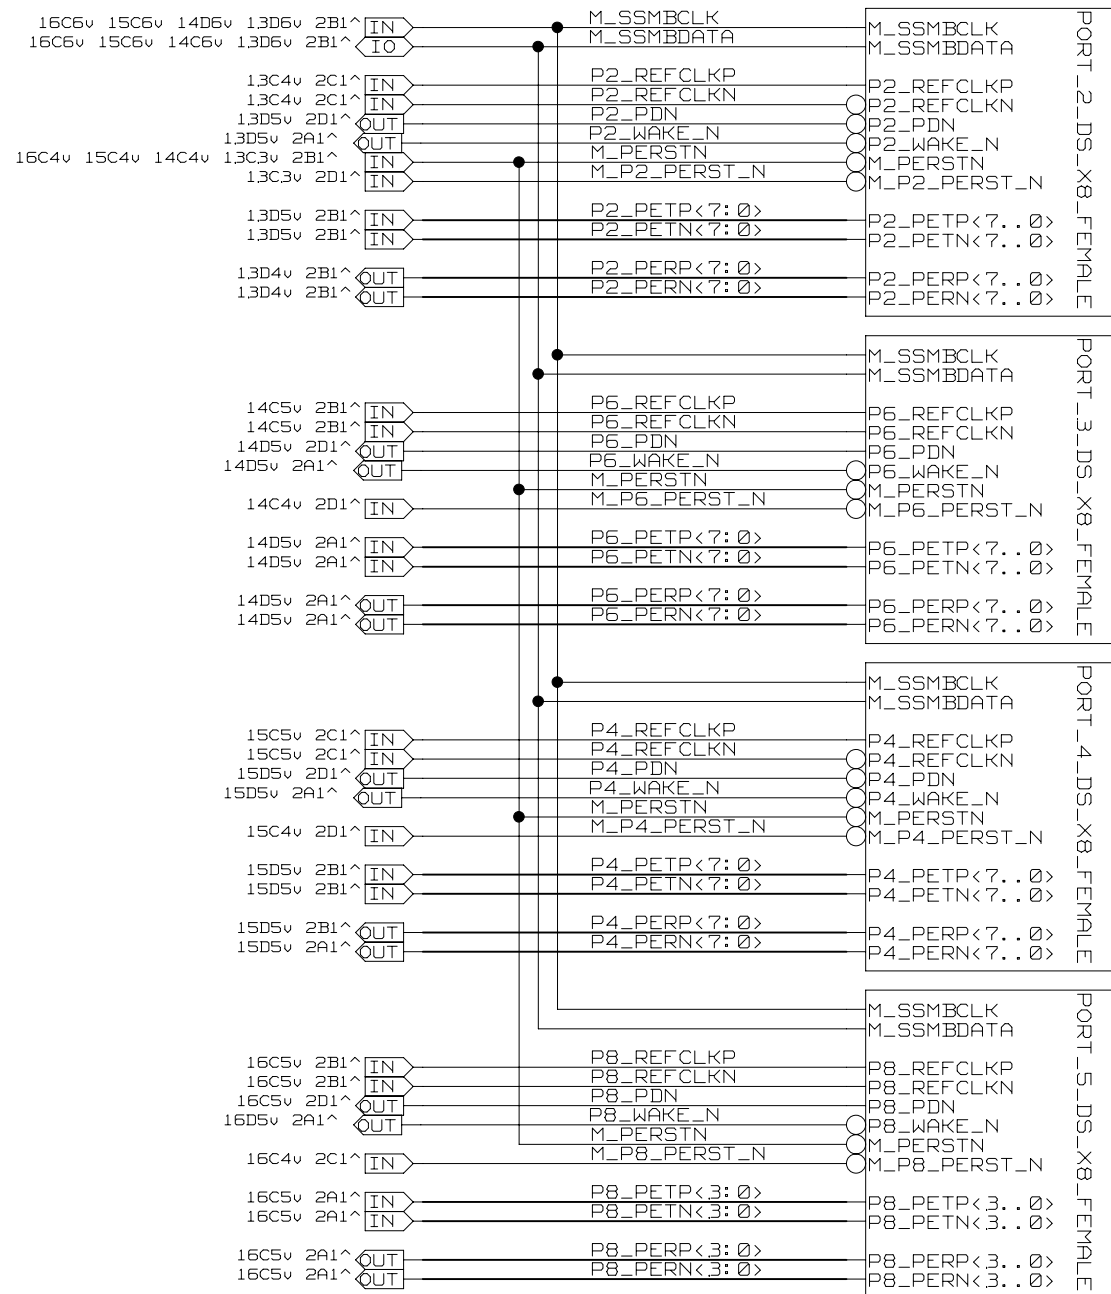 16C6v 15C6v 14D6v 13D6v 2B1^ IN M_SSMBCLK M_SSMBCLK
16C6v 15C6v 14C6v 13D6v 2B1^ IO M_SSMBDATA M_SSMBDATA
13C4v 2C1^ IN P2_REFCLKP P2_REFCLKP
13C4v 2C1^ IN P2_REFCLKN P2_REFCLKN
13D5v 2D1^ OUT P2_PDN P2_PDN
13D5v 2A1^ OUT P2_WAKE_N P2_WAKE_N
16C4v 15C4v 14C4v 13C3v 2B1^ IN M_PERSTN M_PERSTN
13C3v 2D1^ IN M_P2_PERST_N M_P2_PERST_N
13D5v 2B1^ IN P2_PETP<7:0> P2_PETP<7..0>
13D5v 2B1^ IN P2_PETN<7:0> P2_PETN<7..0>
13D4v 2B1^ OUT P2_PERP<7:0> P2_PERP<7..0>
13D4v 2B1^ OUT P2_PERN<7:0> P2_PERN<7..0>
PORT_2_DS_X8_FEMALE
M_SSMBCLK
M_SSMBDATA
14C5v 2B1^ IN P6_REFCLKP P6_REFCLKP
14C5v 2B1^ IN P6_REFCLKN P6_REFCLKN
14D5v 2D1^ OUT P6_PDN P6_PDN
14D5v 2A1^ OUT P6_WAKE_N P6_WAKE_N
M_PERSTN M_PERSTN
14C4v 2D1^ IN M_P6_PERST_N M_P6_PERST_N
14D5v 2A1^ IN P6_PETP<7:0> P6_PETP<7..0>
14D5v 2A1^ IN P6_PETN<7:0> P6_PETN<7..0>
14D5v 2A1^ OUT P6_PERP<7:0> P6_PERP<7..0>
14D5v 2A1^ OUT P6_PERN<7:0> P6_PERN<7..0>
PORT_3_DS_X8_FEMALE
M_SSMBCLK
M_SSMBDATA
15C5v 2C1^ IN P4_REFCLKP P4_REFCLKP
15C5v 2C1^ IN P4_REFCLKN P4_REFCLKN
15D5v 2D1^ OUT P4_PDN P4_PDN
15D5v 2A1^ OUT P4_WAKE_N P4_WAKE_N
M_PERSTN M_PERSTN
15C4v 2D1^ IN M_P4_PERST_N M_P4_PERST_N
15D5v 2B1^ IN P4_PETP<7:0> P4_PETP<7..0>
15D5v 2B1^ IN P4_PETN<7:0> P4_PETN<7..0>
15D5v 2B1^ OUT P4_PERP<7:0> P4_PERP<7..0>
15D5v 2A1^ OUT P4_PERN<7:0> P4_PERN<7..0>
PORT_4_DS_X8_FEMALE
M_SSMBCLK
M_SSMBDATA
16C5v 2B1^ IN P8_REFCLKP P8_REFCLKP
16C5v 2B1^ IN P8_REFCLKN P8_REFCLKN
16C5v 2D1^ OUT P8_PDN P8_PDN
16D5v 2A1^ OUT P8_WAKE_N P8_WAKE_N
M_PERSTN M_PERSTN
16C4v 2C1^ IN M_P8_PERST_N M_P8_PERST_N
16C5v 2A1^ IN P8_PETP<3:0> P8_PETP<3..0>
16C5v 2A1^ IN P8_PETN<3:0> P8_PETN<3..0>
16C5v 2A1^ OUT P8_PERP<3:0> P8_PERP<3..0>
16C5v 2A1^ OUT P8_PERN<3:0> P8_PERN<3..0>
PORT_5_DS_X8_FEMALE